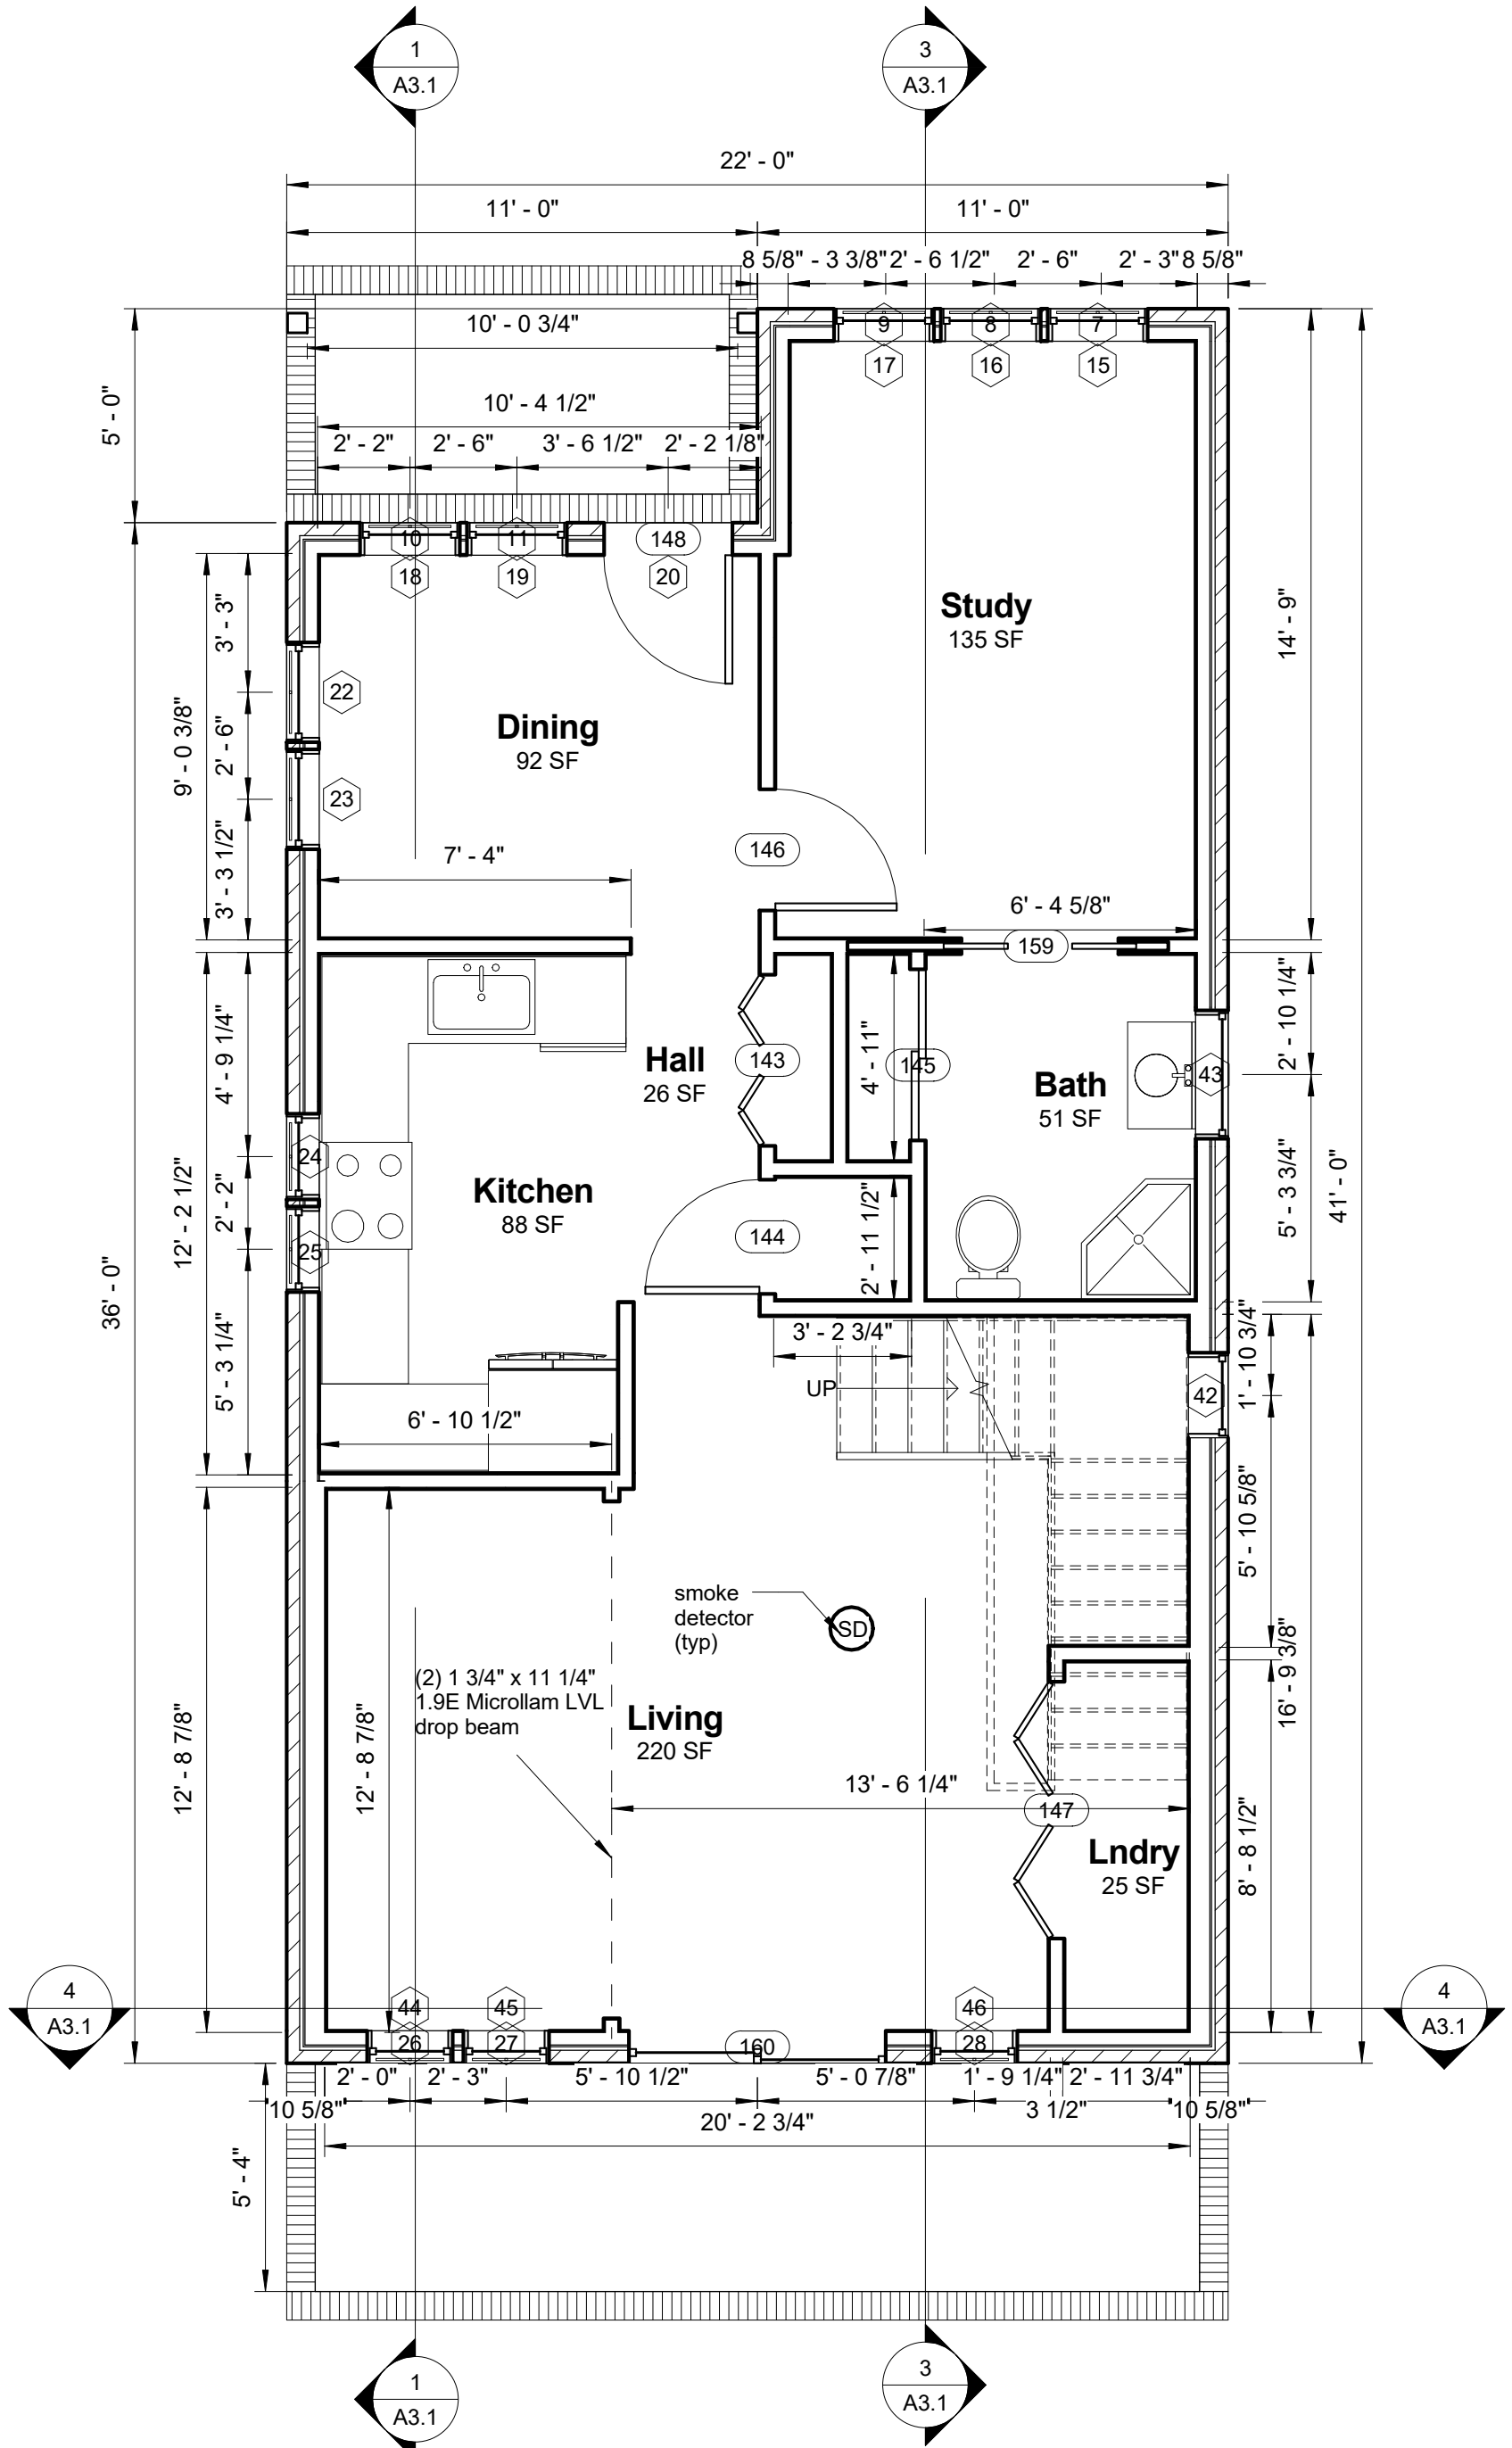 1
A3.1
3
A3.1
22' - 0"
11' - 0"
11' - 0"
8 5/8"
- 3 3/8"
2' - 6 1/2"
2' - 6"
2' - 3"
8 5/8"
10' - 0 3/4"
9
8
7
17
16
15
5' - 0"
10' - 4 1/2"
2' - 2"
2' - 6"
3' - 6 1/2"
2' - 2 1/8"
10
11
148
18
19
20
Study
135 SF
14' - 9"
3' - 3"
22
9' - 0 3/8"
2' - 6"
Dining
92 SF
23
3' - 3 1/2"
7' - 4"
146
6' - 4 5/8"
159
4' - 9 1/4"
Hall
26 SF
143
4' - 11"
145
Bath
51 SF
43
2' - 10 1/4"
24
12' - 2 1/2"
2' - 2"
Kitchen
88 SF
25
144
2' - 11 1/2"
5' - 3 3/4"
41' - 0"
36' - 0"
5' - 3 1/4"
3' - 2 3/4"
UP
42
1' - 10 3/4"
6' - 10 1/2"
5' - 10 5/8"
smoke
detector
(typ)
SD
16' - 9 3/8"
(2) 1 3/4" x 11 1/4"
1.9E Microllam LVL
drop beam
Living
220 SF
12' - 8 7/8"
12' - 8 7/8"
13' - 6 1/4"
147
Lndry
25 SF
8' - 8 1/2"
4
A3.1
44
45
46
4
A3.1
26
27
160
28
2' - 0"
2' - 3"
5' - 10 1/2"
5' - 0 7/8"
1' - 9 1/4"
2' - 11 3/4"
10 5/8"
3 1/2"
10 5/8"
20' - 2 3/4"
5' - 4"
1
A3.1
3
A3.1